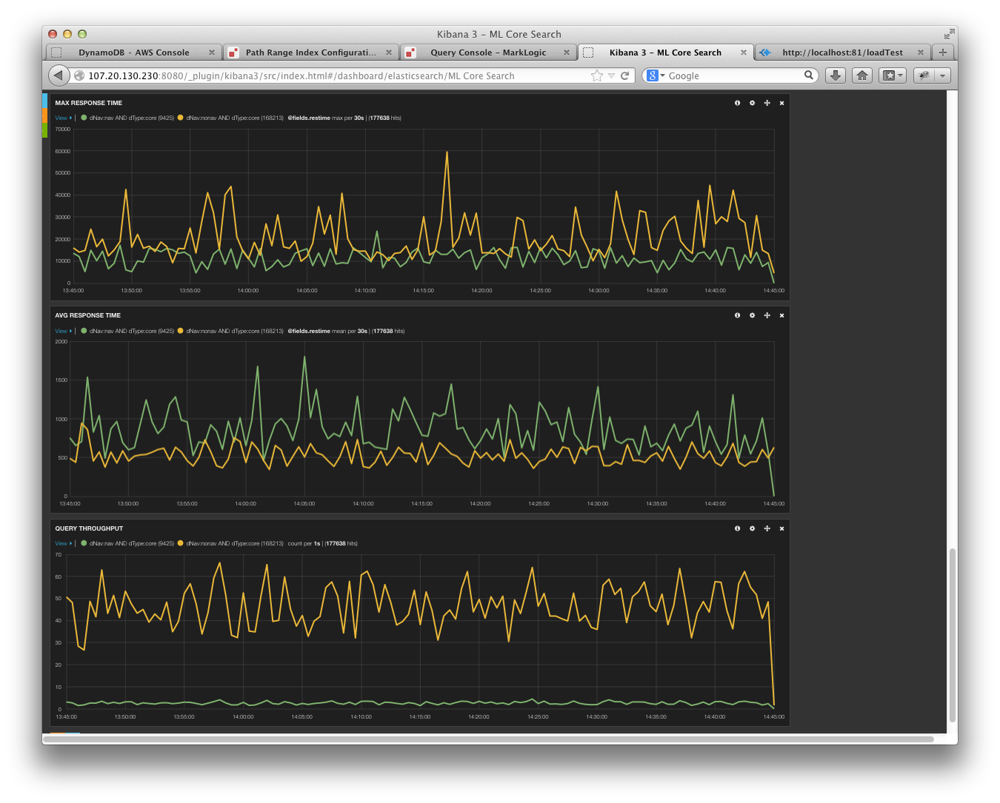 Kibana 3 – ML Core Search
DynamoDB · AWS Console
Path Range Index Configurati...
Query Console – MarkLogic
Kibana 3 – ML Core Search
http://localhost:81/loadTest
107.20.130.230:8080/_plugin/kibana3/src/index.html#/dashboard/elasticsearch/ML Core Search
Google
MAX RESPONSE TIME
View | dNav:nav AND dType:core (9425) dNav:nonav AND dType:core (168213) @fields.restime max per 30s | (177638 hits)
70000
60000
50000
40000
30000
20000
10000
0
13:45:00 13:50:00 13:55:00 14:00:00 14:05:00 14:10:00 14:15:00 14:20:00 14:25:00 14:30:00 14:35:00 14:40:00 14:45:00
AVG RESPONSE TIME
View | dNav:nav AND dType:core (9425) dNav:nonav AND dType:core (168213) @fields.restime mean per 30s | (177638 hits)
2000
1500
1000
500
0
13:45:00 13:50:00 13:55:00 14:00:00 14:05:00 14:10:00 14:15:00 14:20:00 14:25:00 14:30:00 14:35:00 14:40:00 14:45:00
QUERY THROUGHPUT
View | dNav:nav AND dType:core (9425) dNav:nonav AND dType:core (168213) count per 1s | (177638 hits)
70
60
50
40
30
20
10
0
13:45:00 13:50:00 13:55:00 14:00:00 14:05:00 14:10:00 14:15:00 14:20:00 14:25:00 14:30:00 14:35:00 14:40:00 14:45:00